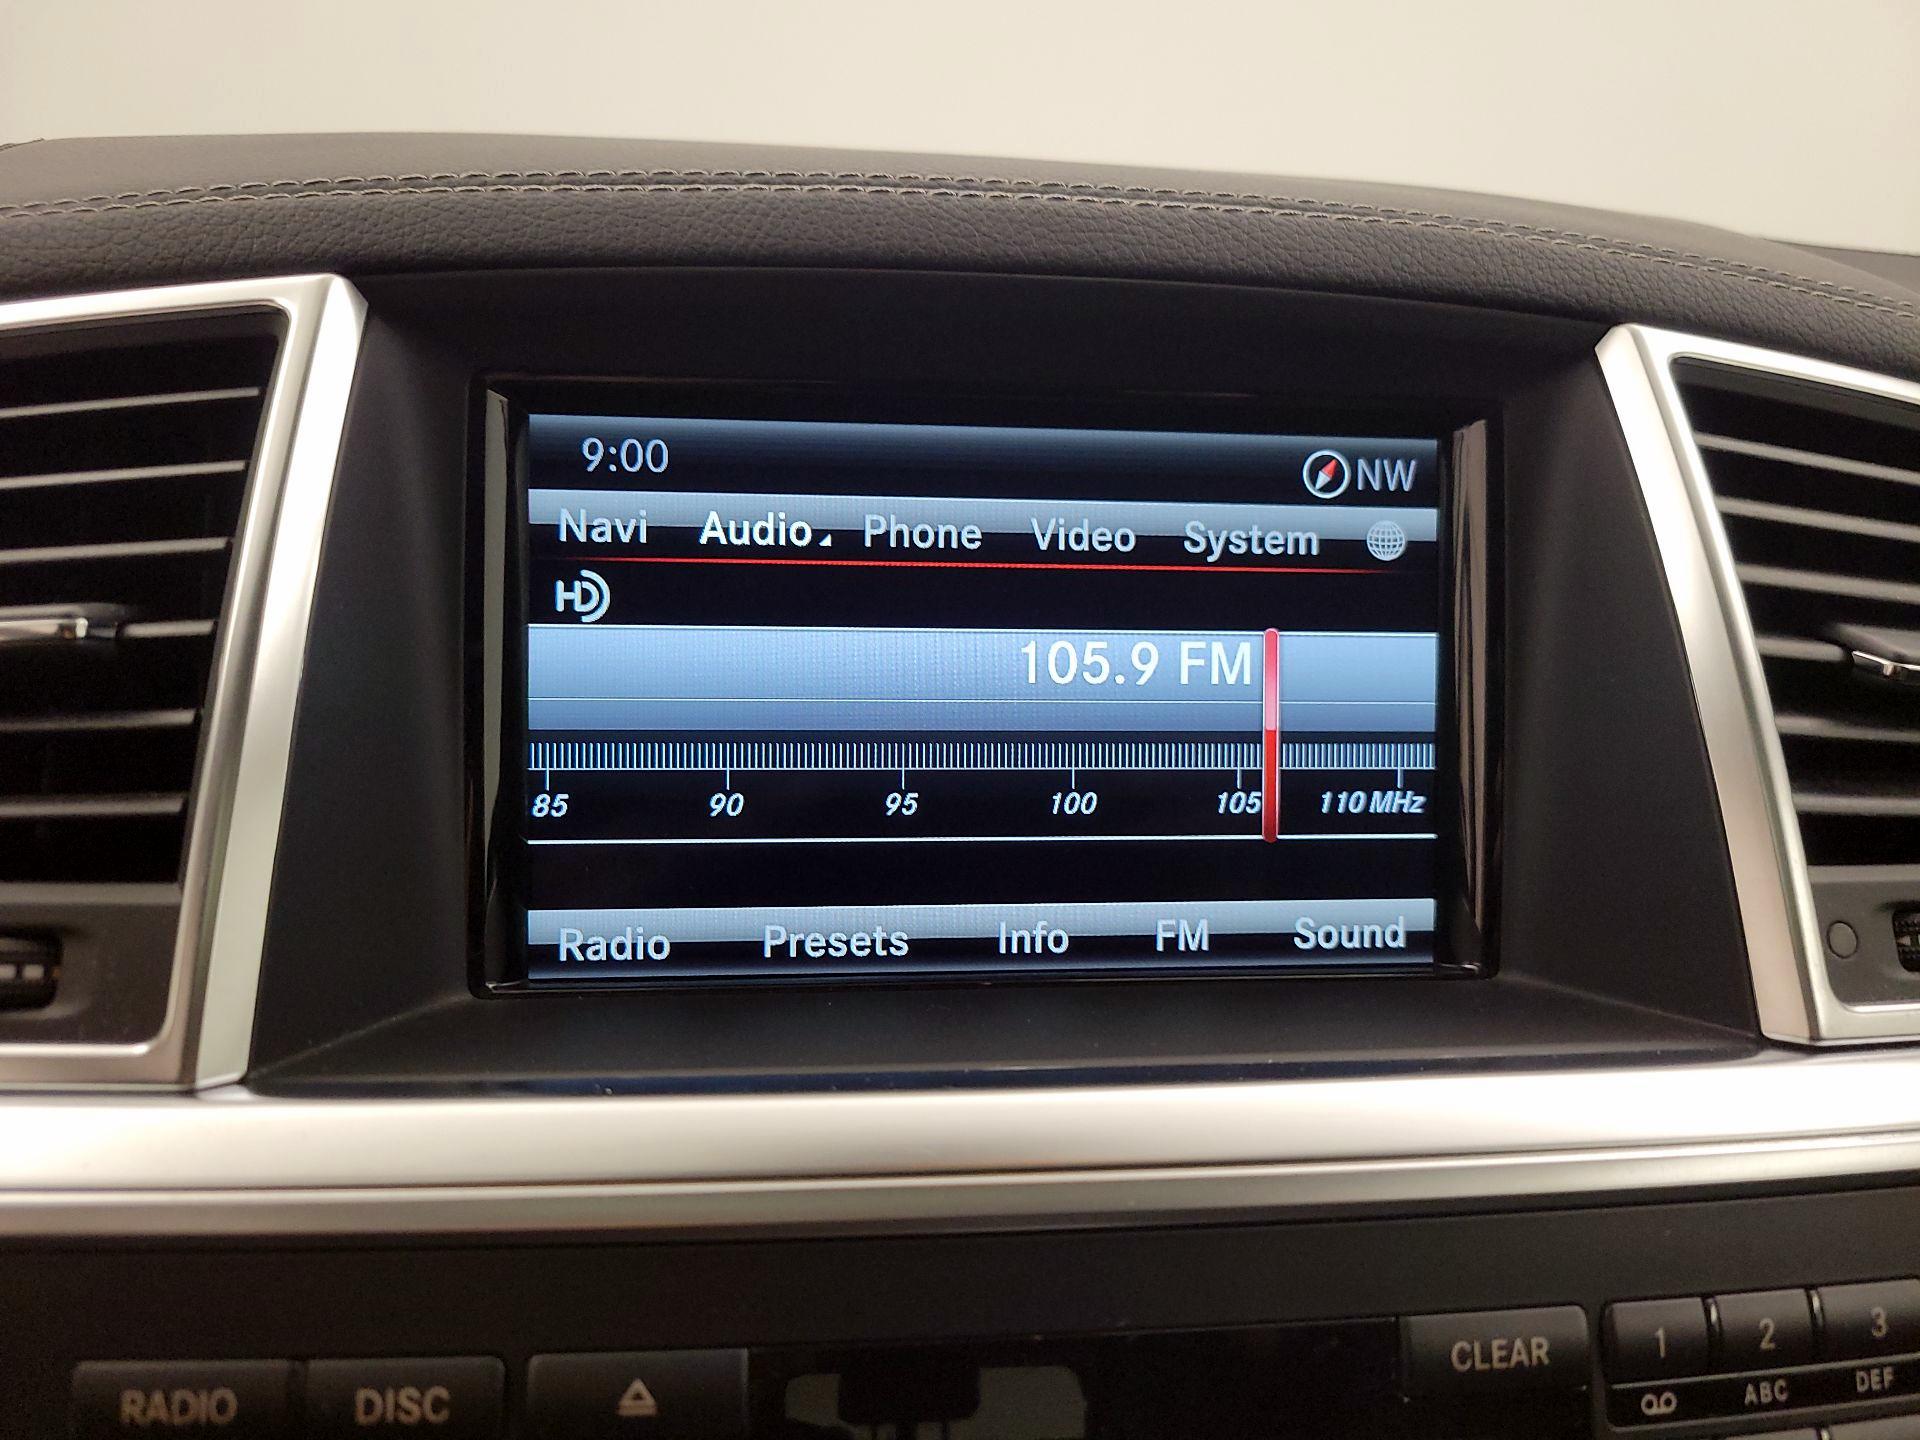 9:00 NW
Navi Audio Phone Video System
HD
105.9 FM
85 90 95 100 105 110 MHz
Radio Presets Info FM Sound
CLEAR 1 2 3
ABC DEF
RADIO DISC